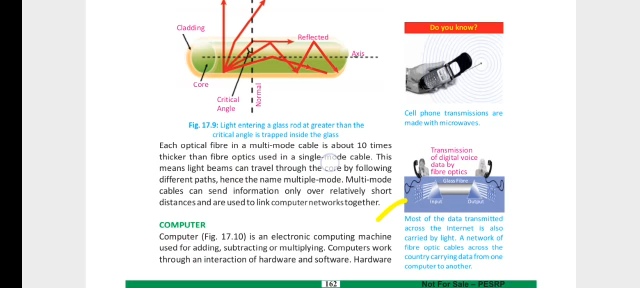 Cladding
Reflected
Axis
Core
Critical
Angle
Normal
Fig. 17.9: Light entering a glass rod at greater than the
critical angle is trapped inside the glass
Each optical fibre in a multi-mode cable is about 10 times
thicker than fibre optics used in a single-mode cable. This
means light beams can travel through the core by following
different paths, hence the name multiple-mode. Multi-mode
cables can send information only over relatively short
distances and are used to link computer networks together.
COMPUTER
Computer (Fig. 17.10) is an electronic computing machine
used for adding, subtracting or multiplying. Computers work
through an interaction of hardware and software. Hardware
Do you know?
Cell phone transmissions are
made with microwaves.
Transmission
of digital voice
data by
fibre optics
Glass Fibre
Input
Output
Most of the data transmitted
across the Internet is also
carried by light. A network of
fibre optic cables across the
country carrying data from one
computer to another.
162
Not For Sale – PESRP